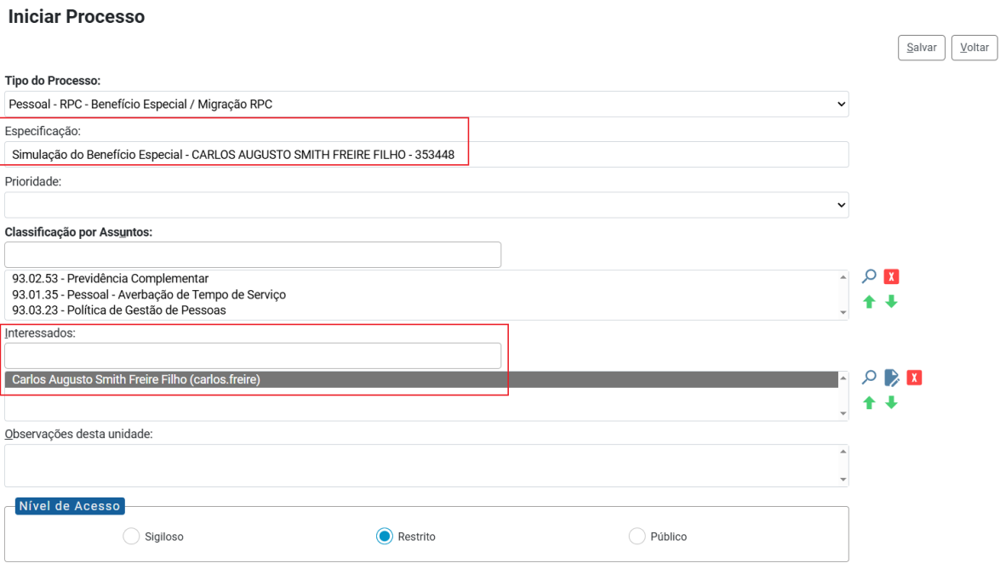 Iniciar Processo
Salvar Voltar
Tipo do Processo:
Pessoal - RPC - Benefício Especial / Migração RPC
Especificação:
Simulação do Benefício Especial - CARLOS AUGUSTO SMITH FREIRE FILHO - 353448
Prioridade:
Classificação por Assuntos:
93.02.53 - Previdência Complementar
93.01.35 - Pessoal - Averbação de Tempo de Serviço
93.03.23 - Política de Gestão de Pessoas
Interessados:
Carlos Augusto Smith Freire Filho (carlos.freire)
Observações desta unidade:
Nível de Acesso
Sigiloso Restrito Público